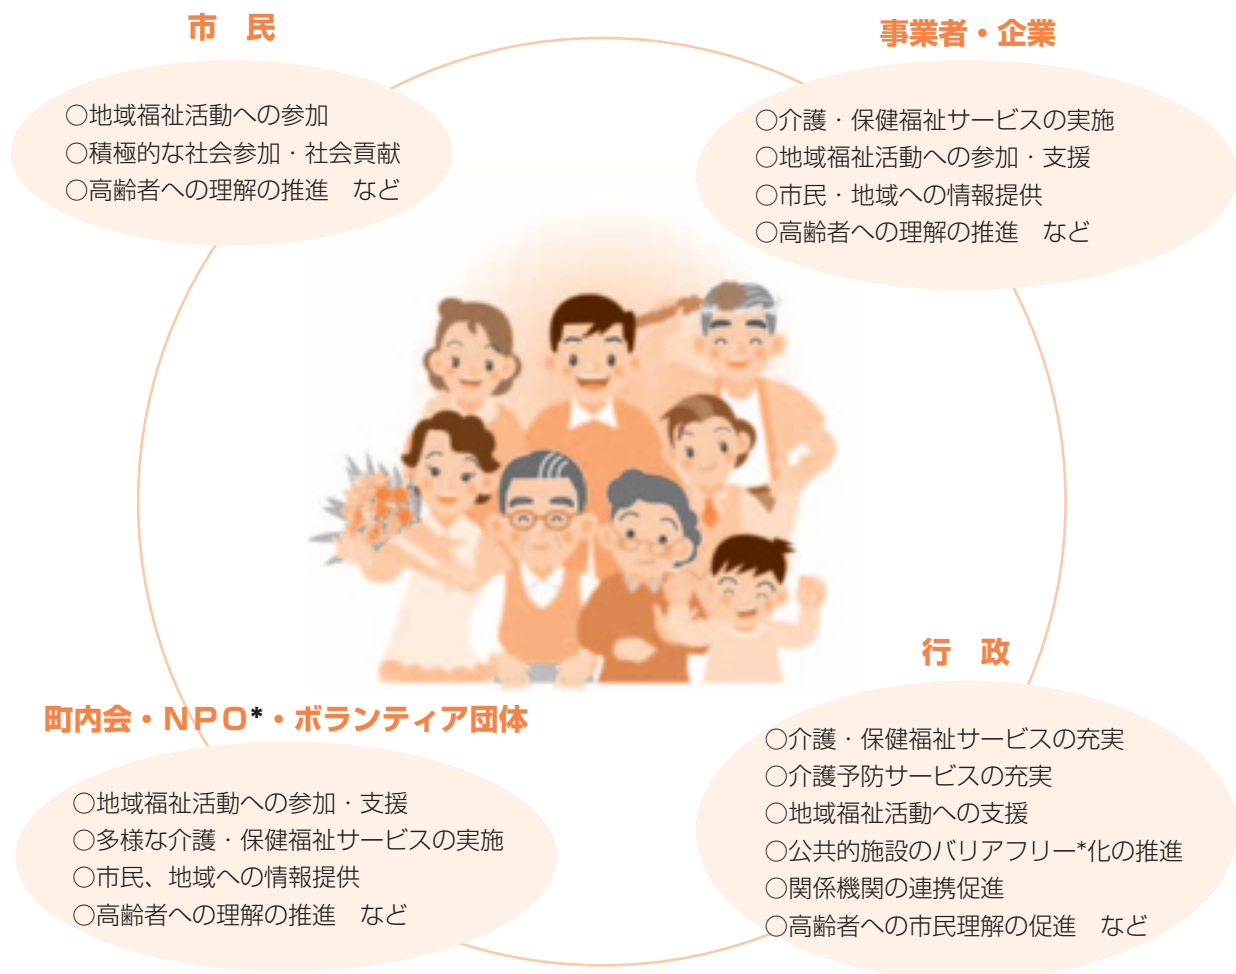 市　民
○地域福祉活動への参加
○積極的な社会参加・社会貢献
○高齢者への理解の推進　など
事業者・企業
○介護・保健福祉サービスの実施
○地域福祉活動への参加・支援
○市民・地域への情報提供
○高齢者への理解の推進　など
町内会・ＮＰＯ*・ボランティア団体
○地域福祉活動への参加・支援
○多様な介護・保健福祉サービスの実施
○市民、地域への情報提供
○高齢者への理解の推進　など
行　政
○介護・保健福祉サービスの充実
○介護予防サービスの充実
○地域福祉活動への支援
○公共的施設のバリアフリー*化の推進
○関係機関の連携促進
○高齢者への市民理解の促進　など